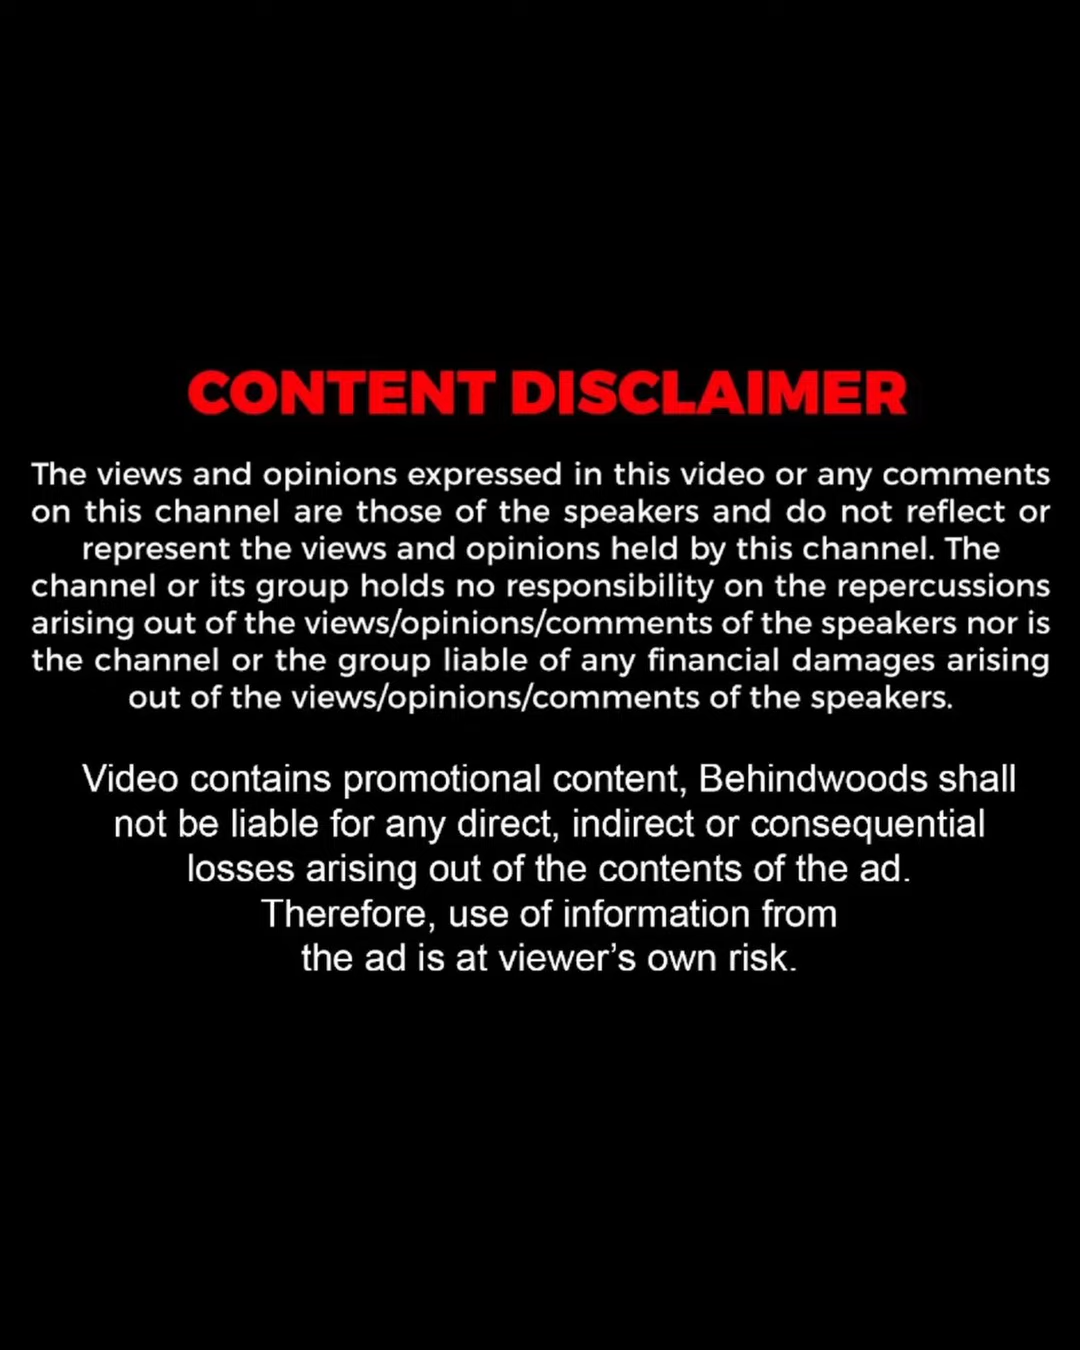 CONTENT DISCLAIMER
The views and opinions expressed in this video or any comments
on this channel are those of the speakers and do not reflect or
represent the views and opinions held by this channel. The
channel or its group holds no responsibility on the repercussions
arising out of the views/opinions/comments of the speakers nor is
the channel or the group liable of any financial damages arising
out of the views/opinions/comments of the speakers.
Video contains promotional content, Behindwoods shall
not be liable for any direct, indirect or consequential
losses arising out of the contents of the ad.
Therefore, use of information from
the ad is at viewer’s own risk.